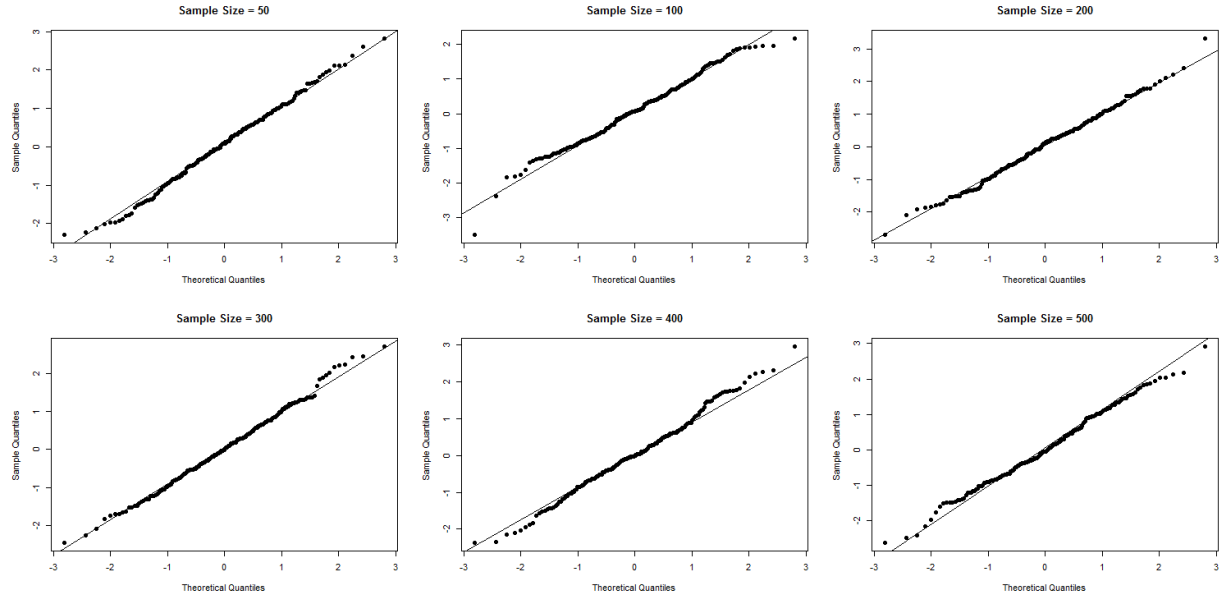 Sample Size = 50
Sample Quantiles
3
2
1
0
-1
-2
-3 -2 -1 0 1 2 3
Theoretical Quantiles
Sample Size = 100
Sample Quantiles
2
1
0
-1
-2
-3
-3 -2 -1 0 1 2 3
Theoretical Quantiles
Sample Size = 200
Sample Quantiles
3
2
1
0
-1
-2
-3 -2 -1 0 1 2 3
Theoretical Quantiles
Sample Size = 300
Sample Quantiles
2
1
0
-1
-2
-3 -2 -1 0 1 2 3
Theoretical Quantiles
Sample Size = 400
Sample Quantiles
3
2
1
0
-1
-2
-3 -2 -1 0 1 2 3
Theoretical Quantiles
Sample Size = 500
Sample Quantiles
3
2
1
0
-1
-2
-3 -2 -1 0 1 2 3
Theoretical Quantiles